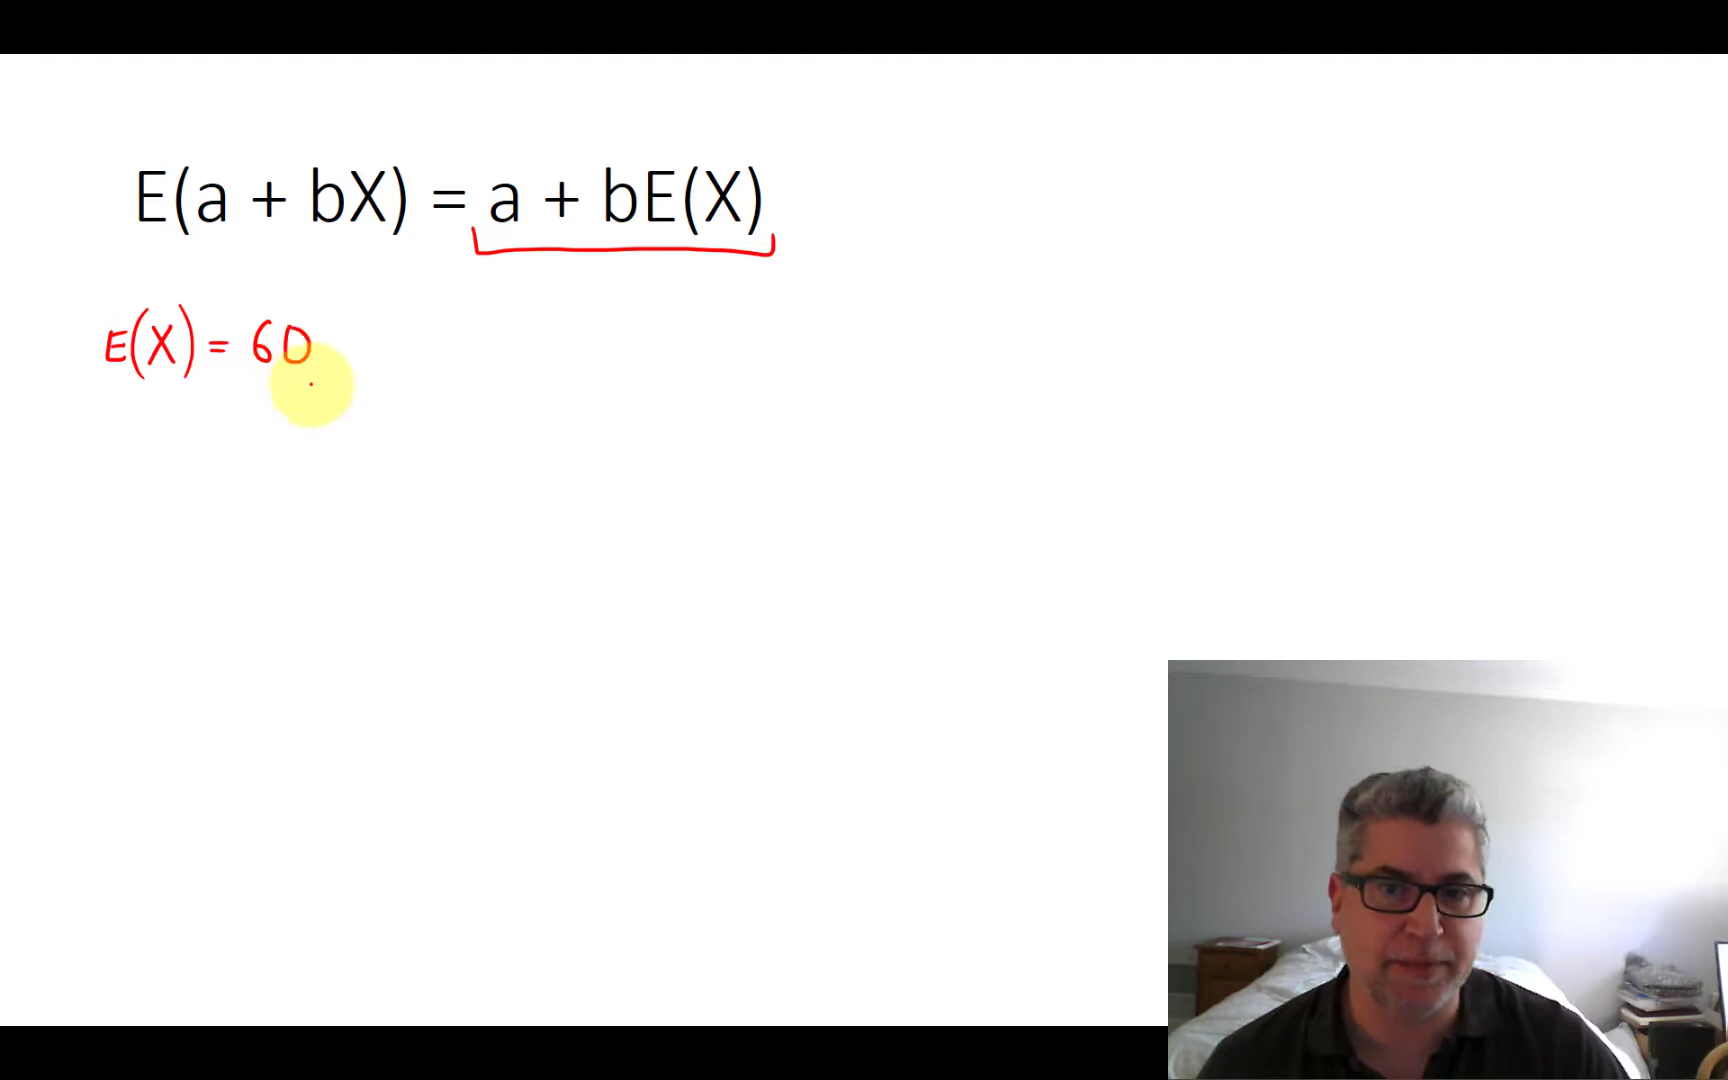 E(a + bX) = a + bE(X)
E(X) = 60